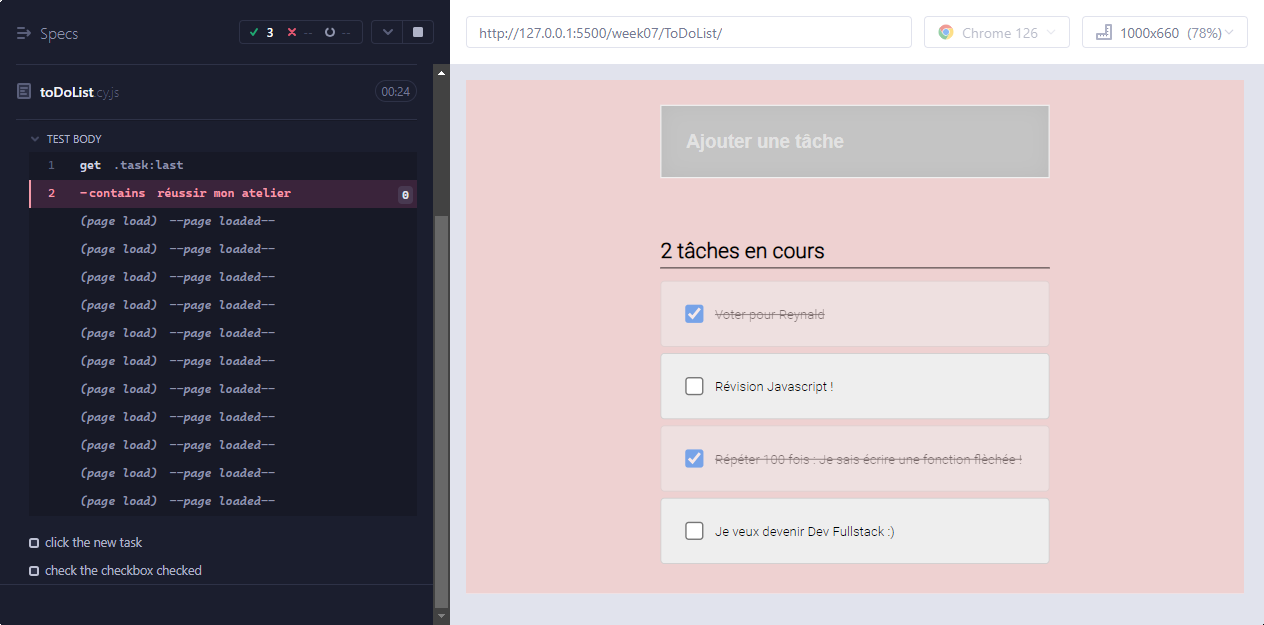 Specs
3 -- --
toDoList cy.js
00:24
TEST BODY
1 get .task:last
2 -contains réussir mon atelier 0
(page load) --page loaded--
(page load) --page loaded--
(page load) --page loaded--
(page load) --page loaded--
(page load) --page loaded--
(page load) --page loaded--
(page load) --page loaded--
(page load) --page loaded--
(page load) --page loaded--
(page load) --page loaded--
(page load) --page loaded--
click the new task
check the checkbox checked
http://127.0.0.1:5500/week07/ToDoList/
Chrome 126
1000x660 (78%)
Ajouter une tâche
2 tâches en cours
Voter pour Reynald
Révision Javascript !
Répéter 100 fois : Je sais écrire une fonction flèchée !
Je veux devenir Dev Fullstack :)